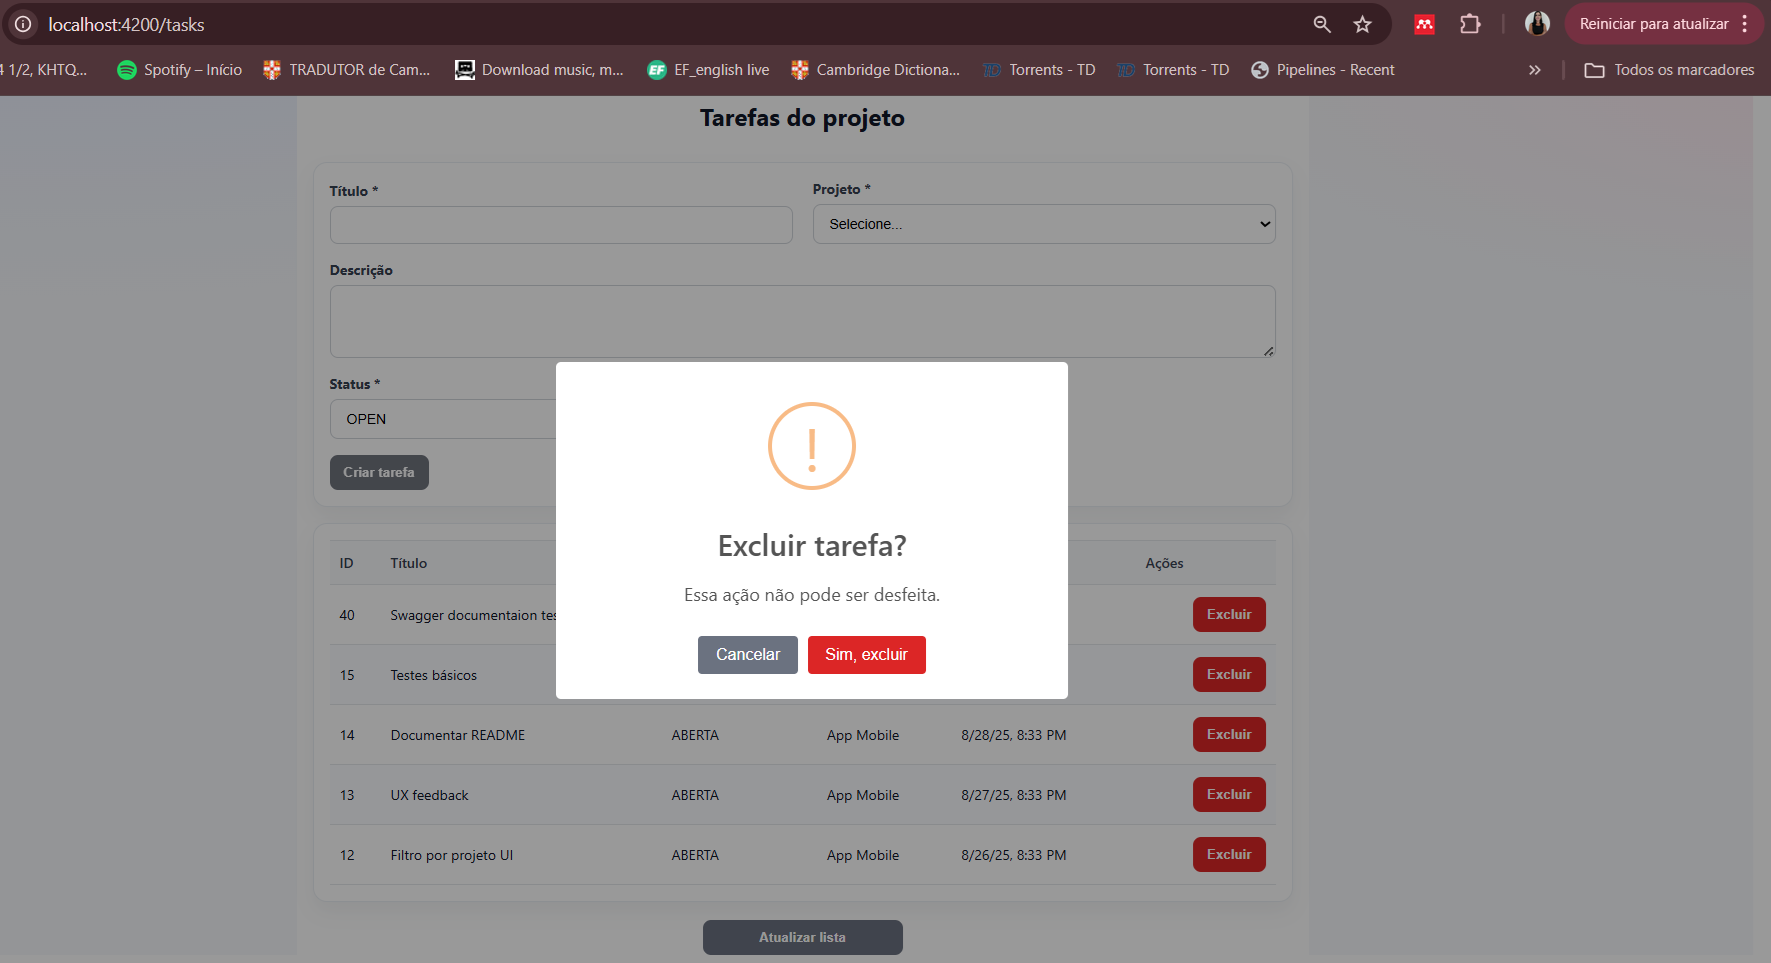 localhost:4200/tasks
Reiniciar para atualizar
4 1/2, KHTQ...
Spotify – Início
TRADUTOR de Cam...
Download music, m...
EF EF_english live
Cambridge Dictiona...
TD Torrents - TD
TD Torrents - TD
Pipelines - Recent
Todos os marcadores
Tarefas do projeto
Título *
Projeto *
Selecione...
Descrição
Status *
OPEN
Criar tarefa
!
Excluir tarefa?
Essa ação não pode ser desfeita.
Cancelar Sim, excluir
ID Título Ações
40 Swagger documentaion tes Excluir
15 Testes básicos Excluir
14 Documentar README ABERTA App Mobile 8/28/25, 8:33 PM Excluir
13 UX feedback ABERTA App Mobile 8/27/25, 8:33 PM Excluir
12 Filtro por projeto UI ABERTA App Mobile 8/26/25, 8:33 PM Excluir
Atualizar lista